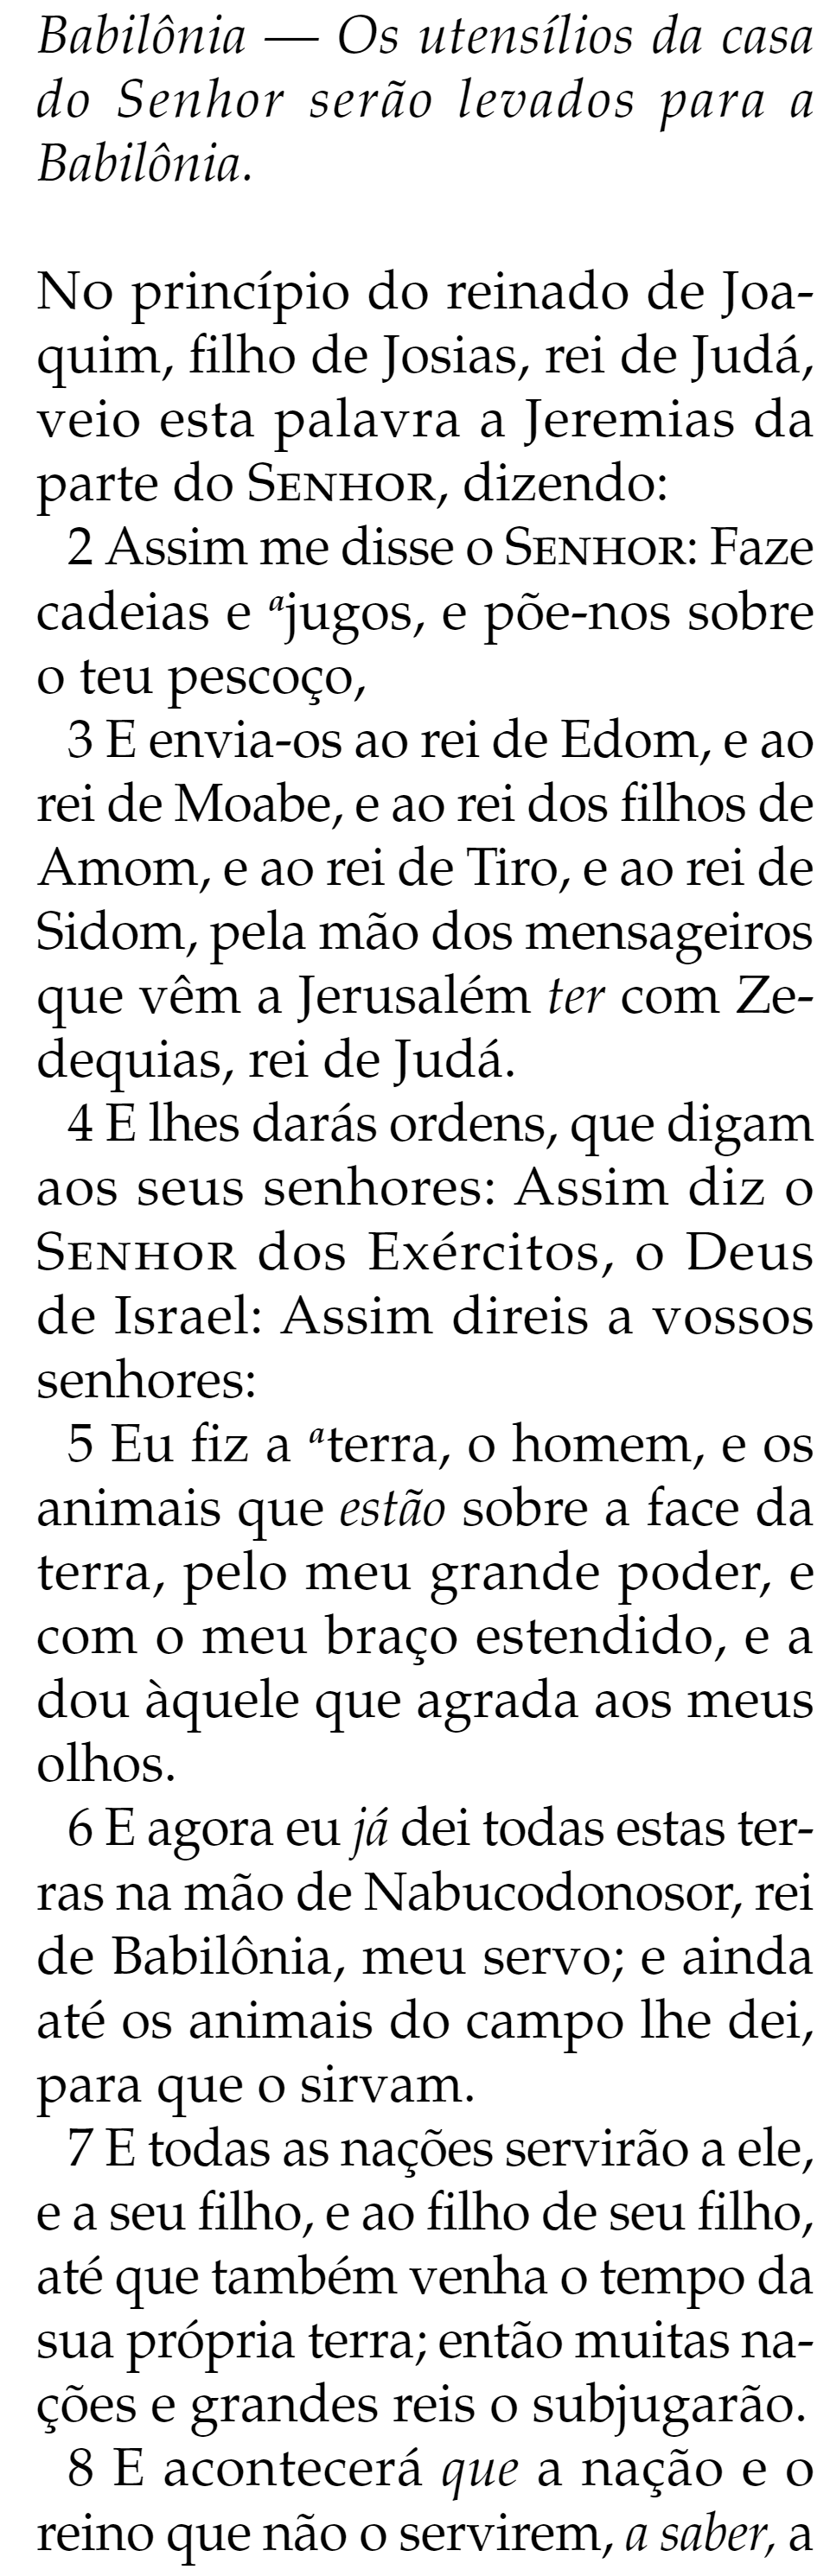 Babilônia — Os utensílios da casa
do Senhor serão levados para a
Babilônia.
No princípio do reinado de Joa-
quim, filho de Josias, rei de Judá,
veio esta palavra a Jeremias da
parte do SENHOR, dizendo:
2 Assim me disse o SENHOR: Faze
cadeias e ajugos, e põe-nos sobre
o teu pescoço,
3 E envia-os ao rei de Edom, e ao
rei de Moabe, e ao rei dos filhos de
Amom, e ao rei de Tiro, e ao rei de
Sidom, pela mão dos mensageiros
que vêm a Jerusalém ter com Ze-
dequias, rei de Judá.
4 E lhes darás ordens, que digam
aos seus senhores: Assim diz o
SENHOR dos Exércitos, o Deus
de Israel: Assim direis a vossos
senhores:
5 Eu fiz a aterra, o homem, e os
animais que estão sobre a face da
terra, pelo meu grande poder, e
com o meu braço estendido, e a
dou àquele que agrada aos meus
olhos.
6 E agora eu já dei todas estas ter-
ras na mão de Nabucodonosor, rei
de Babilônia, meu servo; e ainda
até os animais do campo lhe dei,
para que o sirvam.
7 E todas as nações servirão a ele,
e a seu filho, e ao filho de seu filho,
até que também venha o tempo da
sua própria terra; então muitas na-
ções e grandes reis o subjugarão.
8 E acontecerá que a nação e o
reino que não o servirem, a saber, a